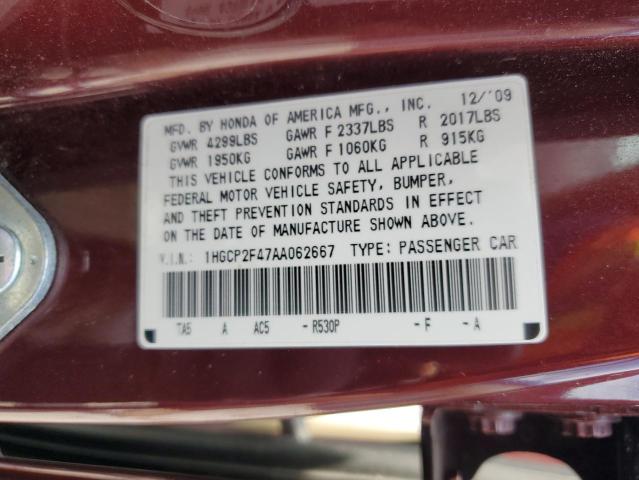 MFD. BY HONDA OF AMERICA MFG., INC. 12/'09
GVWR 4299LBS GAWR F 2337LBS R 2017LBS
GVWR 1950KG GAWR F 1060KG R 915KG
THIS VEHICLE CONFORMS TO ALL APPLICABLE
FEDERAL MOTOR VEHICLE SAFETY, BUMPER,
AND THEFT PREVENTION STANDARDS IN EFFECT
ON THE DATE OF MANUFACTURE SHOWN ABOVE.
V.I.N.: 1HGCP2F47AA062667 TYPE: PASSENGER CAR
TA5 A AC5 -R530P -F -A